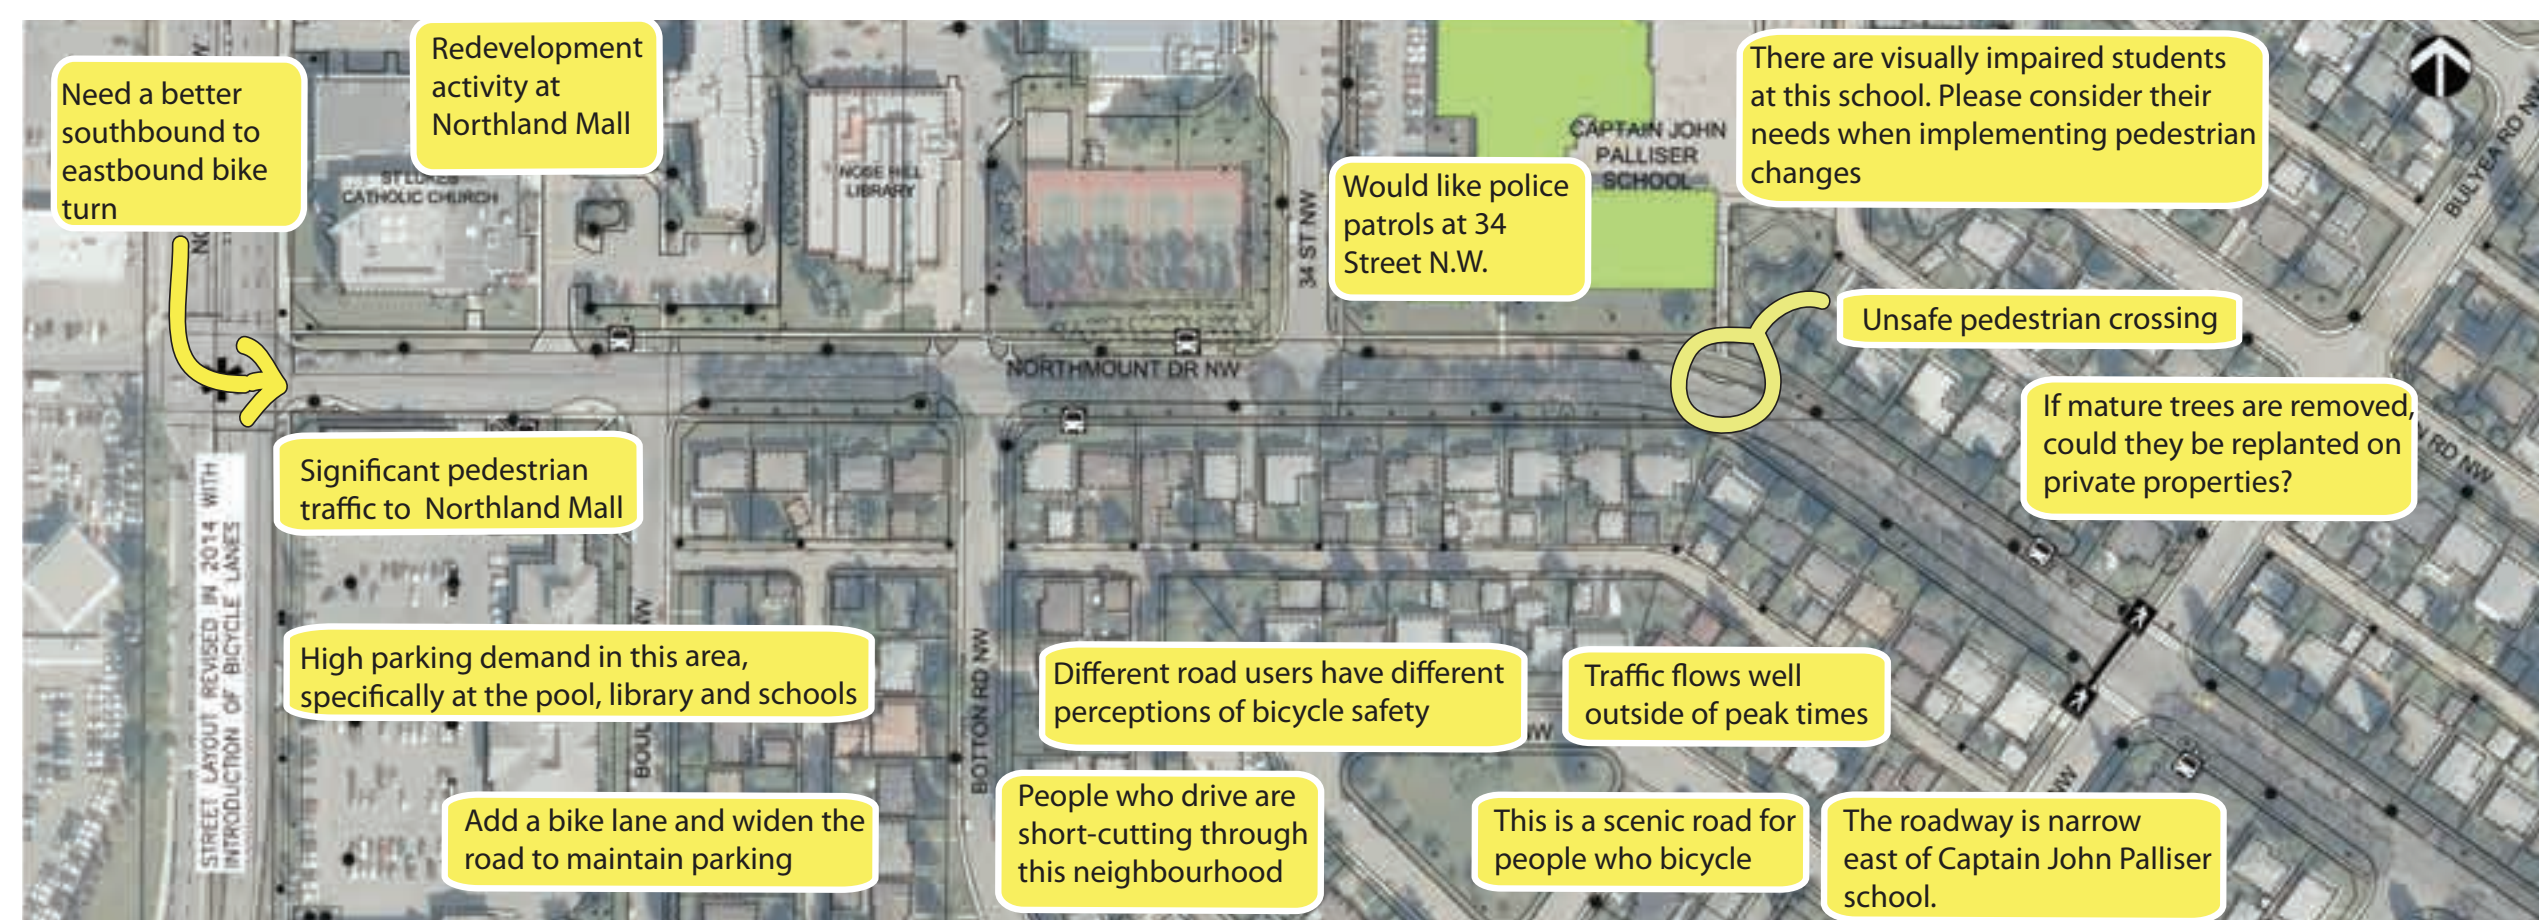 Need a better
southbound to
eastbound bike
turn
Redevelopment
activity at
Northland Mall
There are visually impaired students
at this school. Please consider their
needs when implementing pedestrian
changes
Would like police
patrols at 34
Street N.W.
ST LUKES
CATHOLIC CHURCH
NOSE HILL
LIBRARY
CAPTAIN JOHN
PALLISER
SCHOOL
34 ST NW
BULYEA RD NW
Unsafe pedestrian crossing
NORTHMOUNT DR NW
If mature trees are removed,
could they be replanted on
private properties?
RD NW
Significant pedestrian
traffic to Northland Mall
STREET LAYOUT REVISED IN 2014 WITH
INTRODUCTION OF BICYCLE LANES
High parking demand in this area,
specifically at the pool, library and schools
BOTTON RD NW
Different road users have different
perceptions of bicycle safety
Traffic flows well
outside of peak times
NW
Add a bike lane and widen the
road to maintain parking
People who drive are
short-cutting through
this neighbourhood
This is a scenic road for
people who bicycle
The roadway is narrow
east of Captain John Palliser
school.